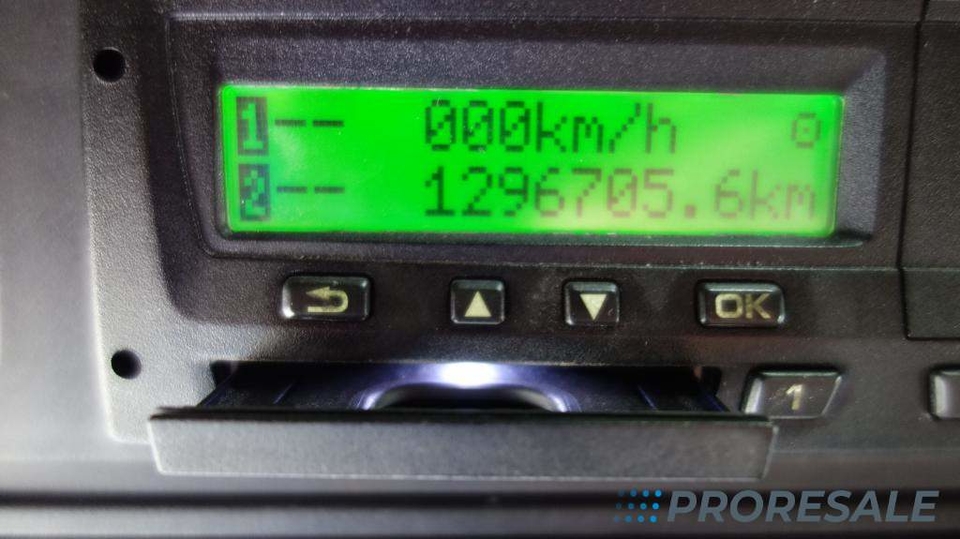 1-- 000km/h
2-- 1296705.6km
OK
1
PRORESALE